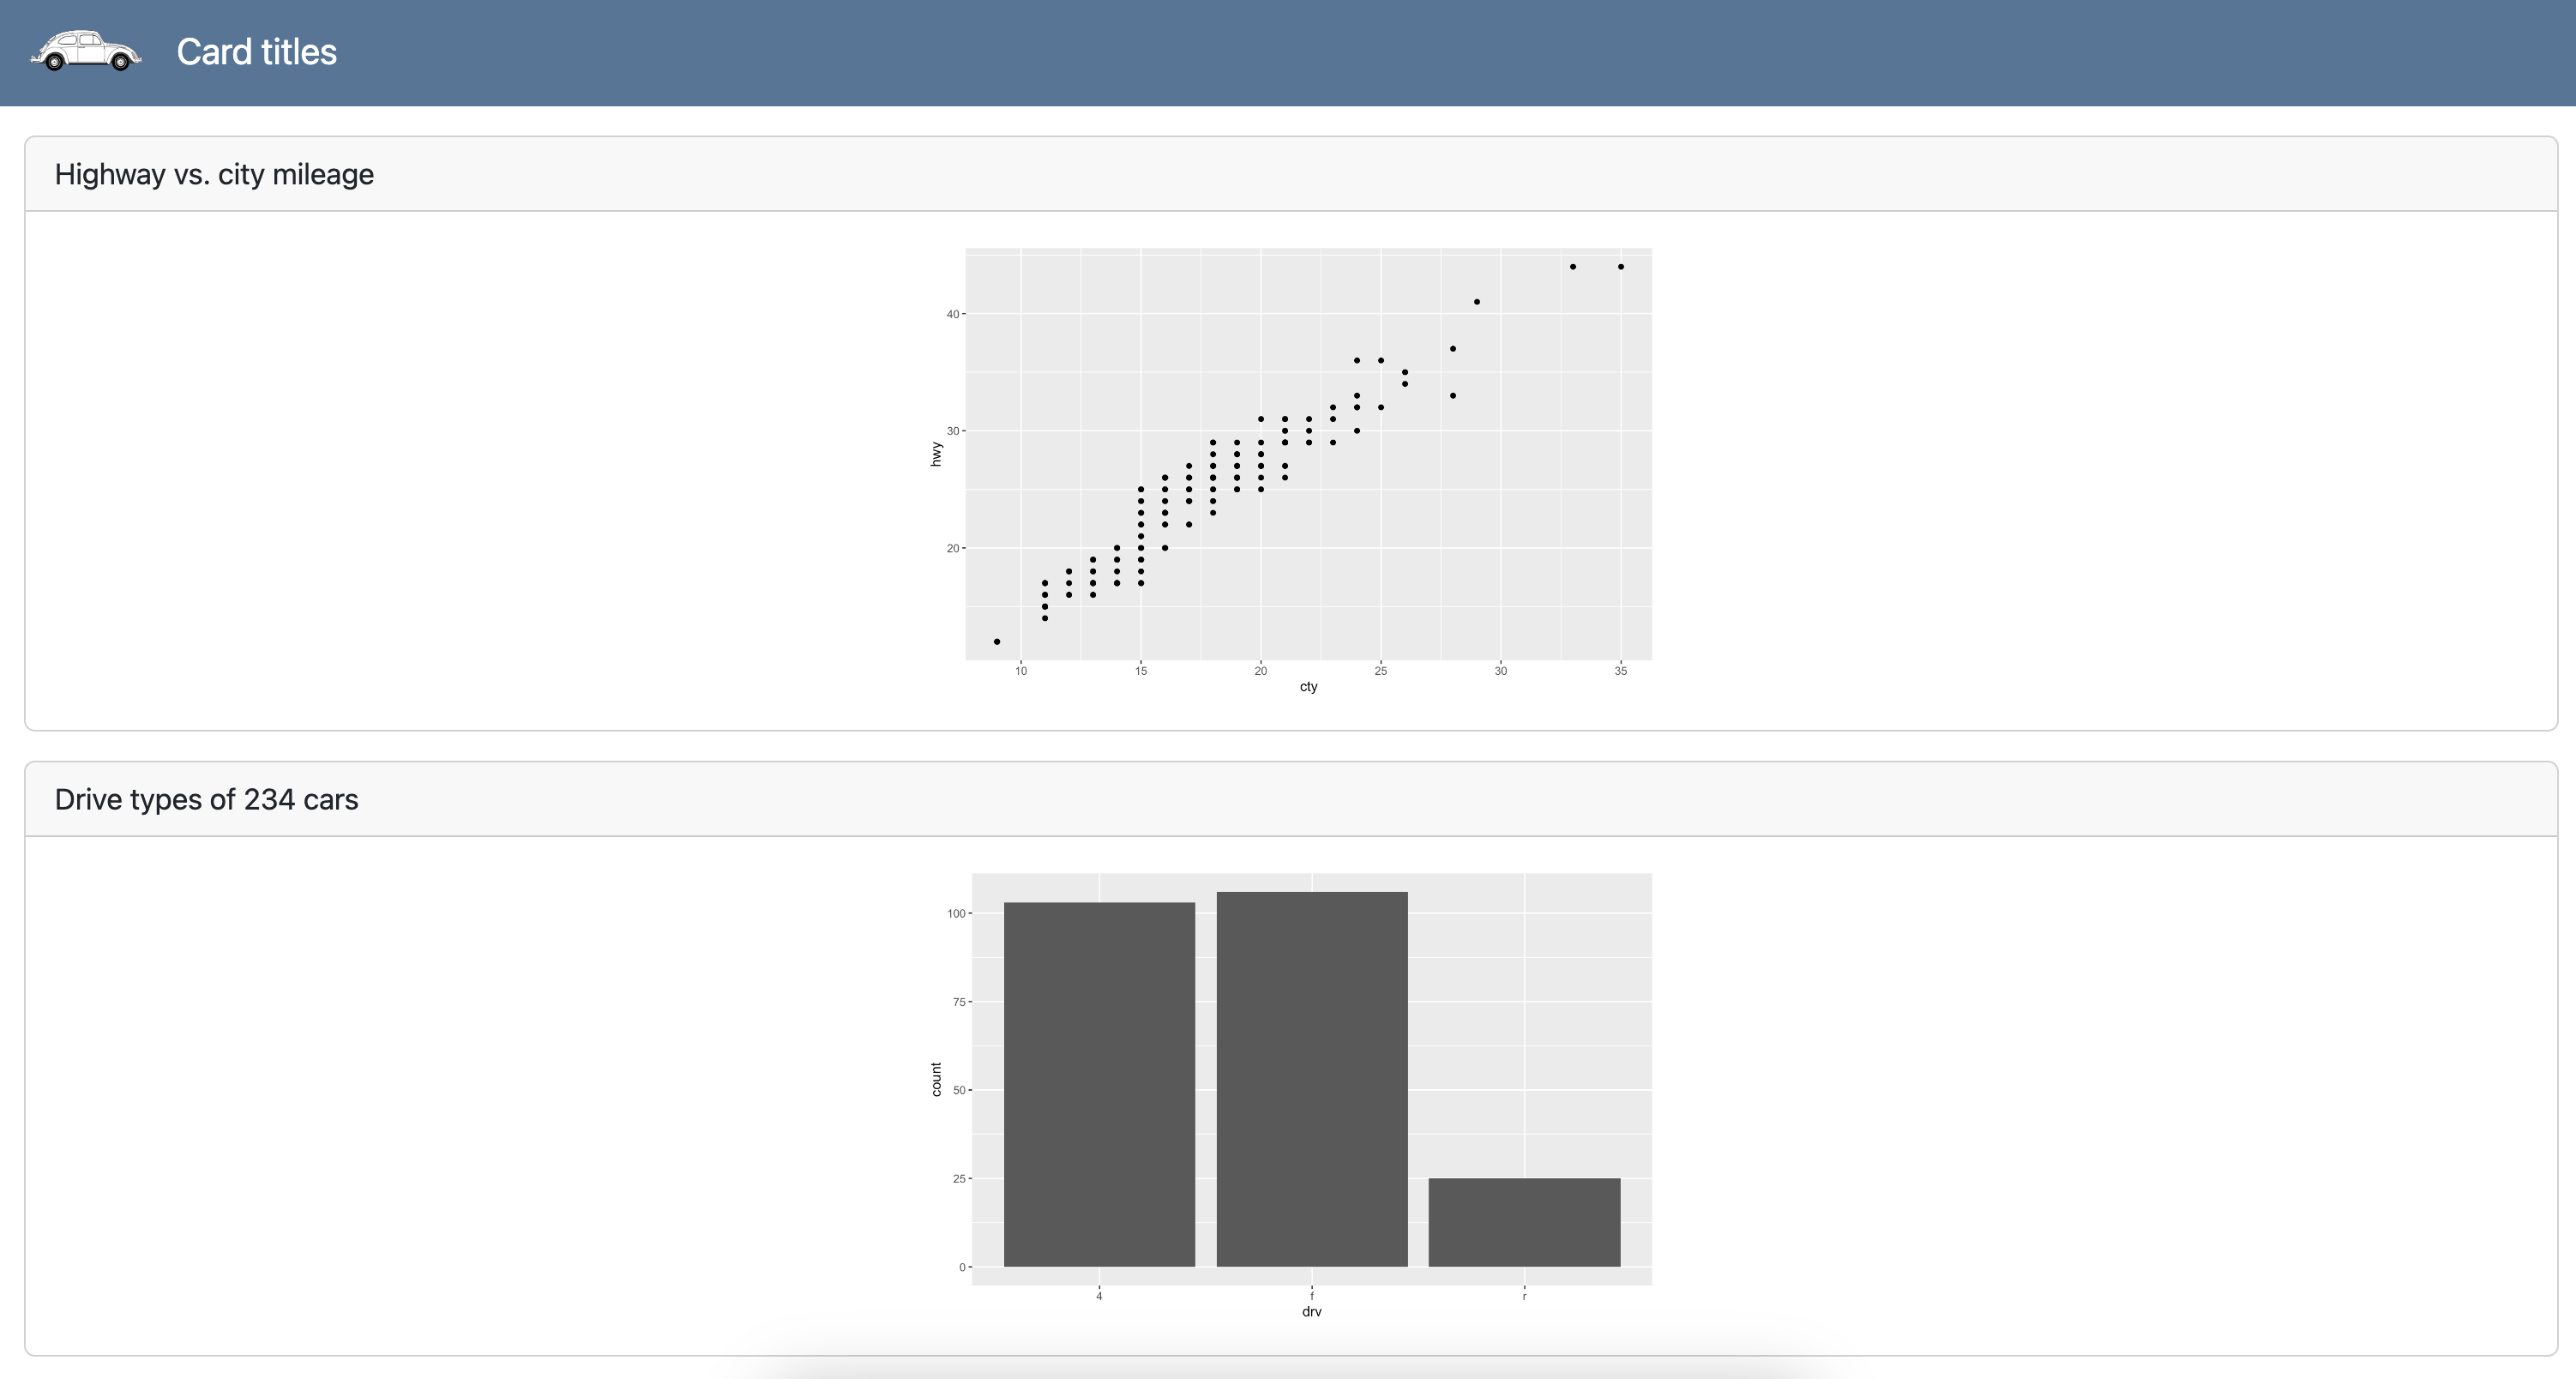 Card titles
Highway vs. city mileage
40
30
20
hwy
10 15 20 25 30 35
cty
Drive types of 234 cars
100
75
50
25
0
count
4 f r
drv